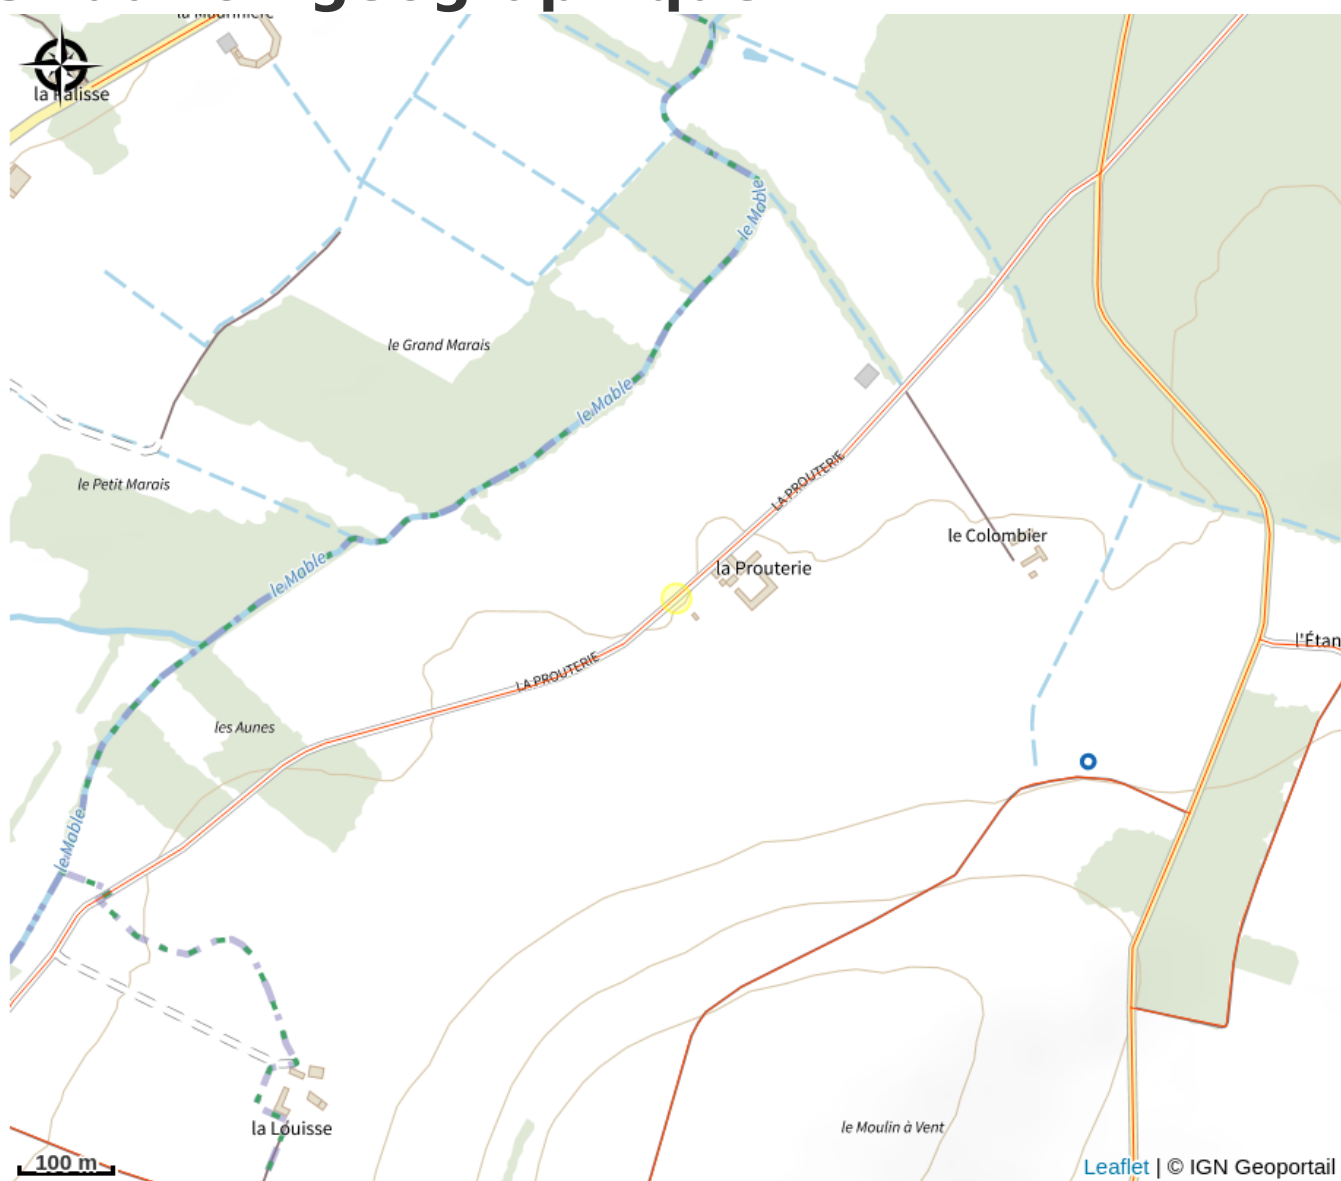 la Palisse
le Mable
le Grand Marais
le Mable
LA PROUTERIE
le Petit Marais
le Colombier
la Prouterie
le Mable
l'Étan
LA PROUTERIE
les Aunes
le Mable
la Louisse
le Moulin à Vent
100 m
Leaflet | © IGN Geoportail